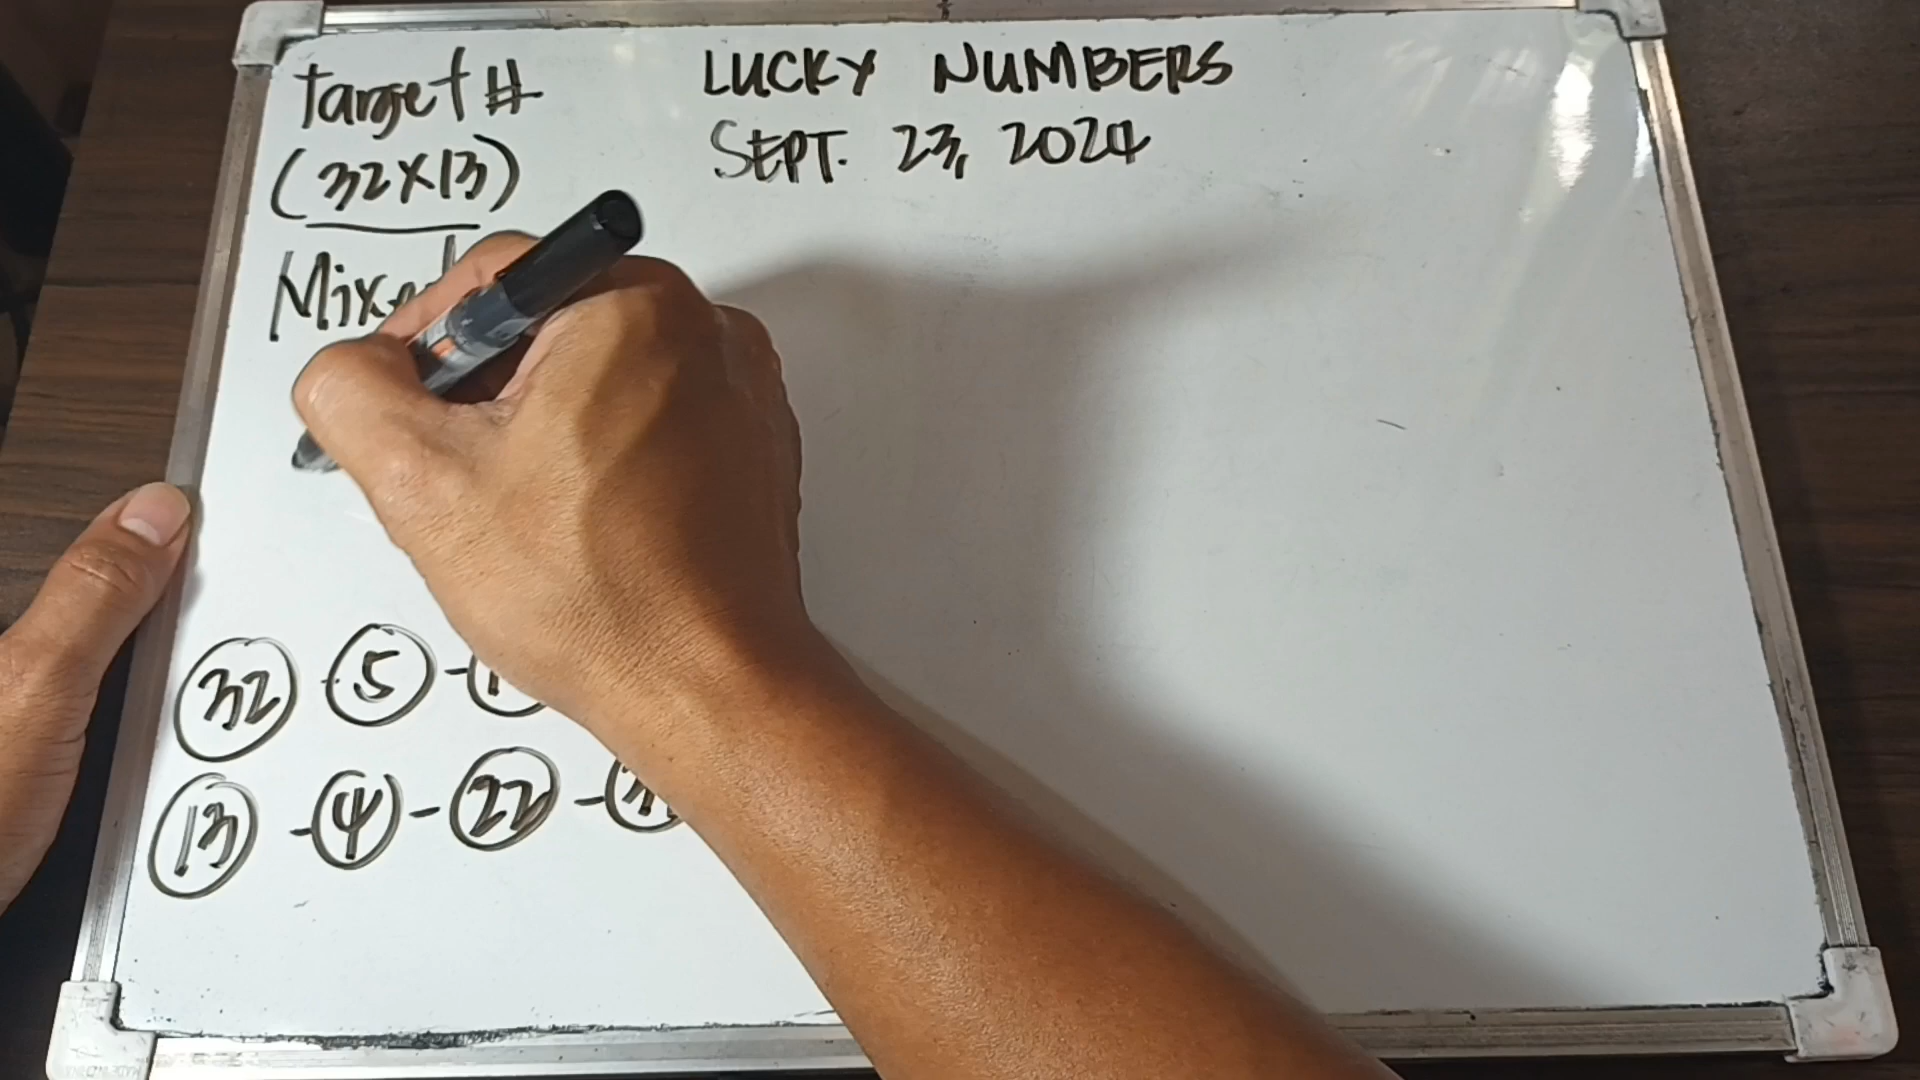 Target #
(32x13)
LUCKY NUMBERS
SEPT. 23, 2024
32 - 5 -
13 - 4 - 22 -